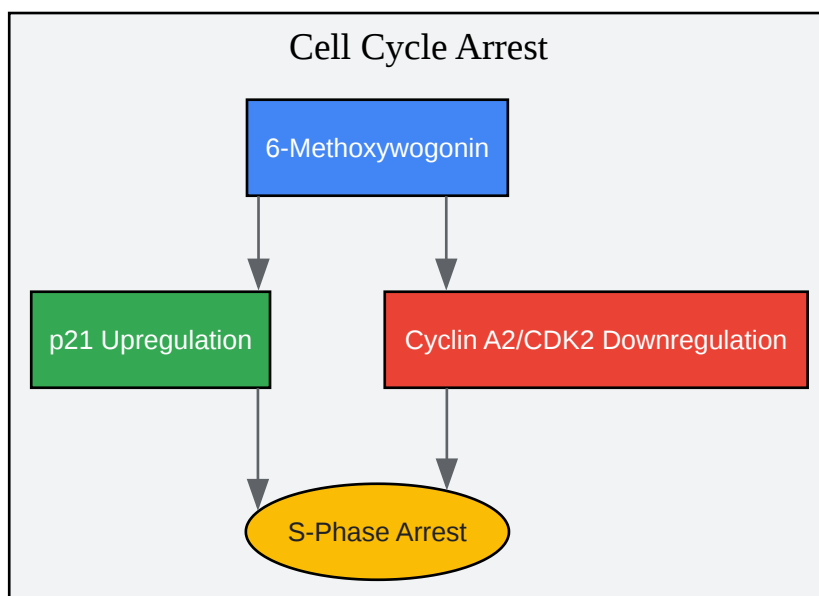 Cell Cycle Arrest
6-Methoxywogonin
p21 Upregulation
Cyclin A2/CDK2 Downregulation
S-Phase Arrest